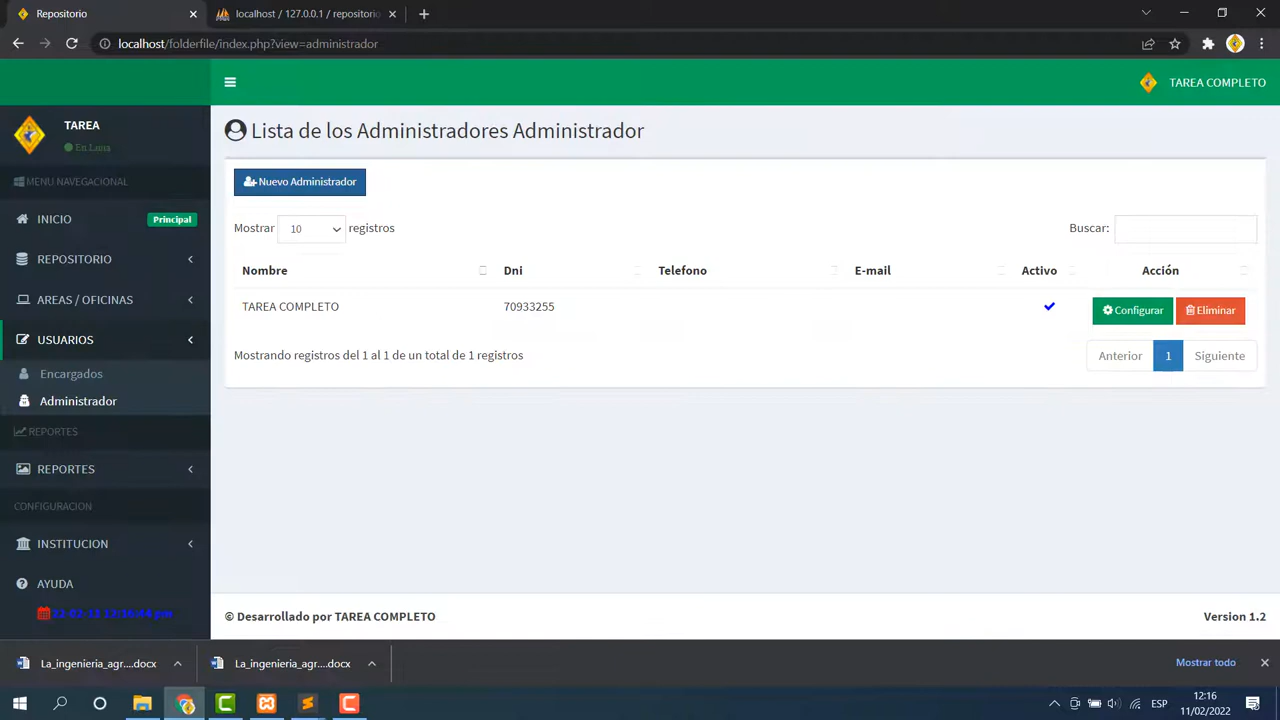 Repositorio
localhost / 127.0.0.1 / repositorio
localhost/folderfile/index.php?view=administrador
TAREA COMPLETO
TAREA
MENU NAVEGACIONAL
INICIO
Principal
REPOSITORIO
AREAS / OFICINAS
USUARIOS
Encargados
Administrador
REPORTES
REPORTES
CONFIGURACION
INSTITUCION
AYUDA
Lista de los Administradores Administrador
Nuevo Administrador
Mostrar 10 registros
Buscar:
Nombre Dni Telefono E-mail Activo Acción
TAREA COMPLETO 70933255 Configurar Eliminar
Mostrando registros del 1 al 1 de un total de 1 registros
Anterior 1 Siguiente
© Desarrollado por TAREA COMPLETO
Version 1.2
La_ingenieria_agr....docx
La_ingenieria_agr....docx
Mostrar todo
ESP
12:16
11/02/2022